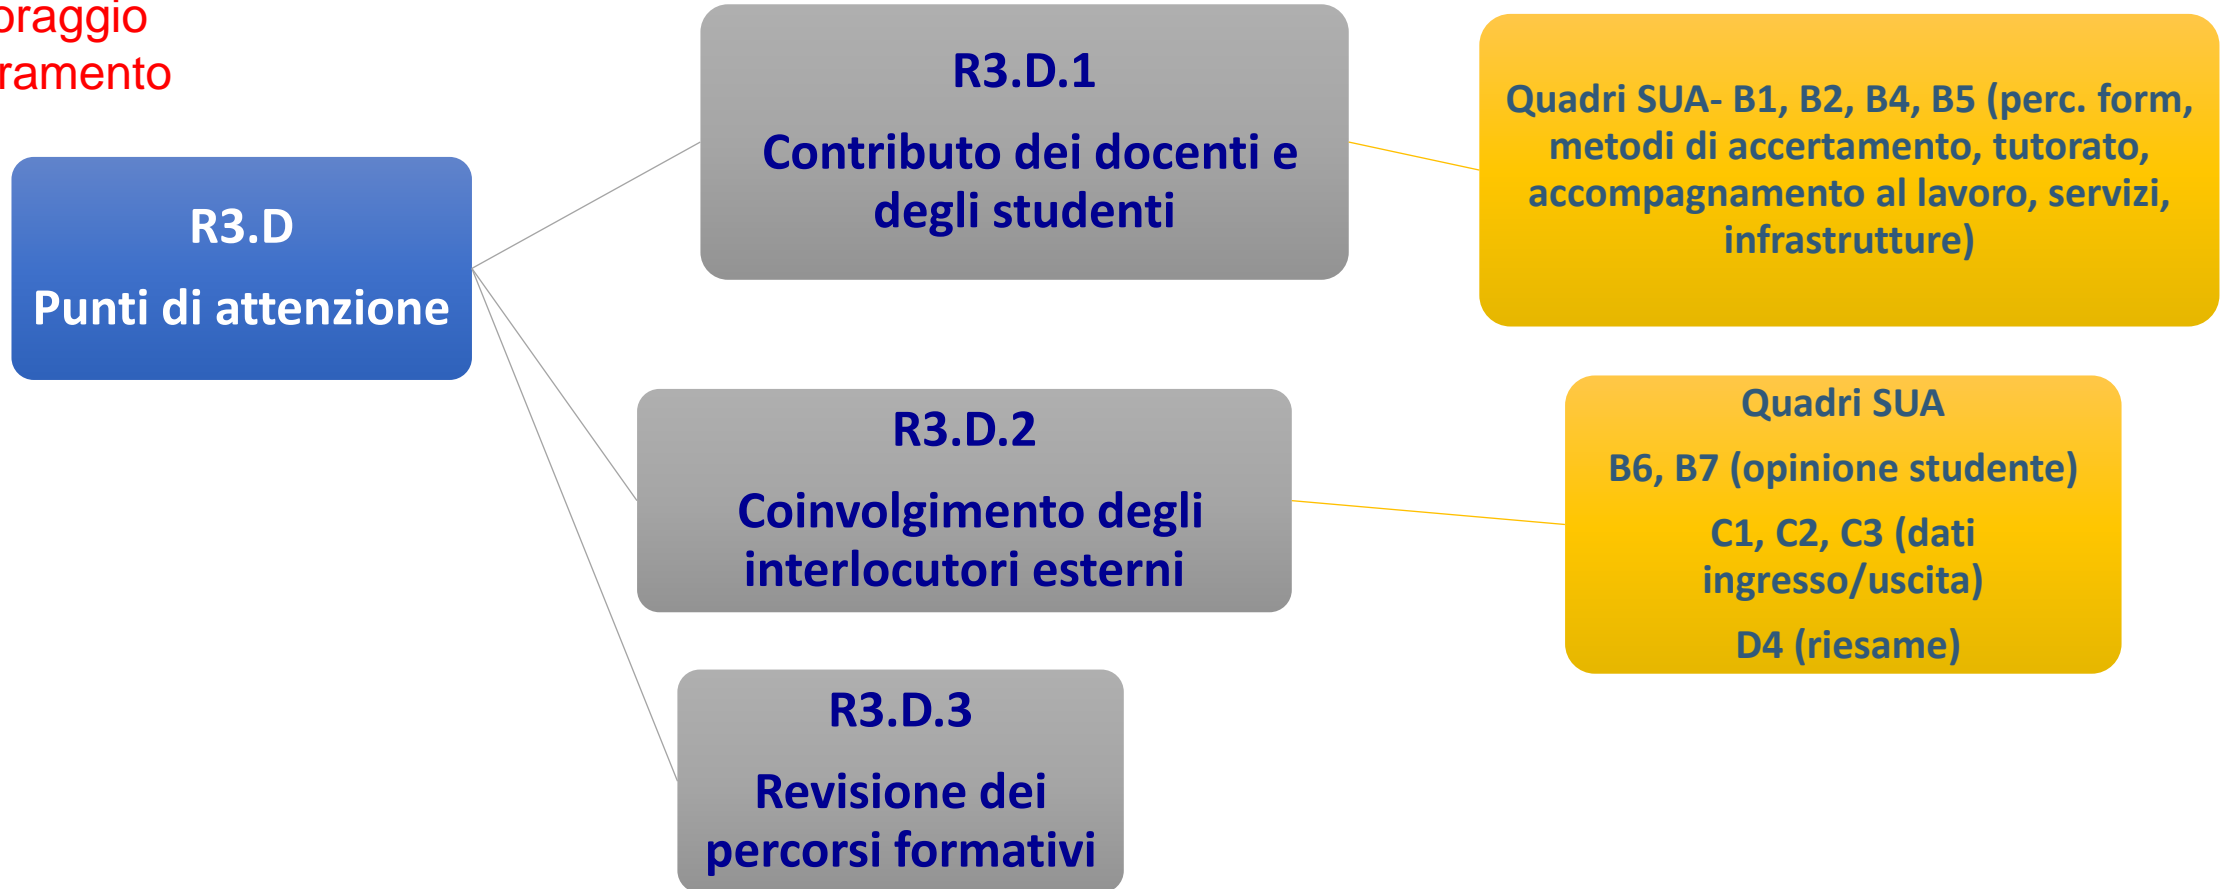 R3.D
Punti di attenzione
R3.D.1
Contributo dei docenti e
degli studenti
Quadri SUA- B1, B2, B4, B5 (perc. form,
metodi di accertamento, tutorato,
accompagnamento al lavoro, servizi,
infrastrutture)
R3.D.2
Coinvolgimento degli
interlocutori esterni
Quadri SUA
B6, B7 (opinione studente)
C1, C2, C3 (dati
ingresso/uscita)
D4 (riesame)
R3.D.3
Revisione dei
percorsi formativi